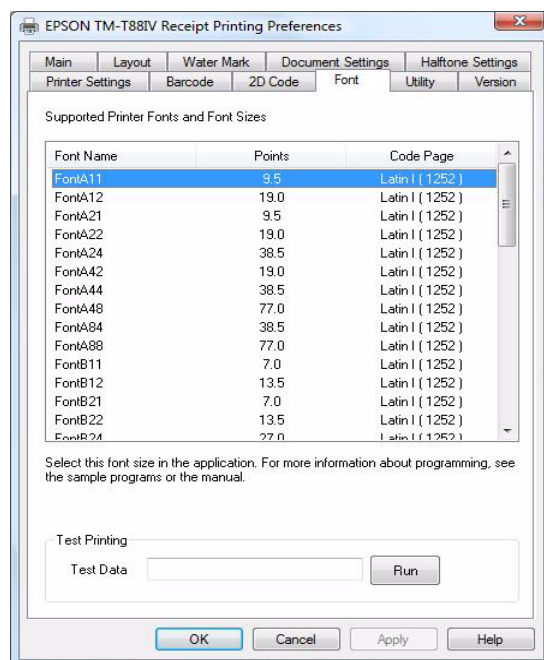 EPSON TM-T88IV Receipt Printing Preferences
Main Layout Water Mark Document Settings Halftone Settings
Printer Settings Barcode 2D Code Font Utility Version
Supported Printer Fonts and Font Sizes
Font Name Points Code Page
FontA11 9.5 Latin I ( 1252 )
FontA12 19.0 Latin I ( 1252 )
FontA21 9.5 Latin I ( 1252 )
FontA22 19.0 Latin I ( 1252 )
FontA24 38.5 Latin I ( 1252 )
FontA42 19.0 Latin I ( 1252 )
FontA44 38.5 Latin I ( 1252 )
FontA48 77.0 Latin I ( 1252 )
FontA84 38.5 Latin I ( 1252 )
FontA88 77.0 Latin I ( 1252 )
FontB11 7.0 Latin I ( 1252 )
FontB12 13.5 Latin I ( 1252 )
FontB21 7.0 Latin I ( 1252 )
FontB22 13.5 Latin I ( 1252 )
FontB24 27.0 Latin I ( 1252 )
Select this font size in the application. For more information about programming, see
the sample programs or the manual.
Test Printing
Test Data Run
OK Cancel Apply Help